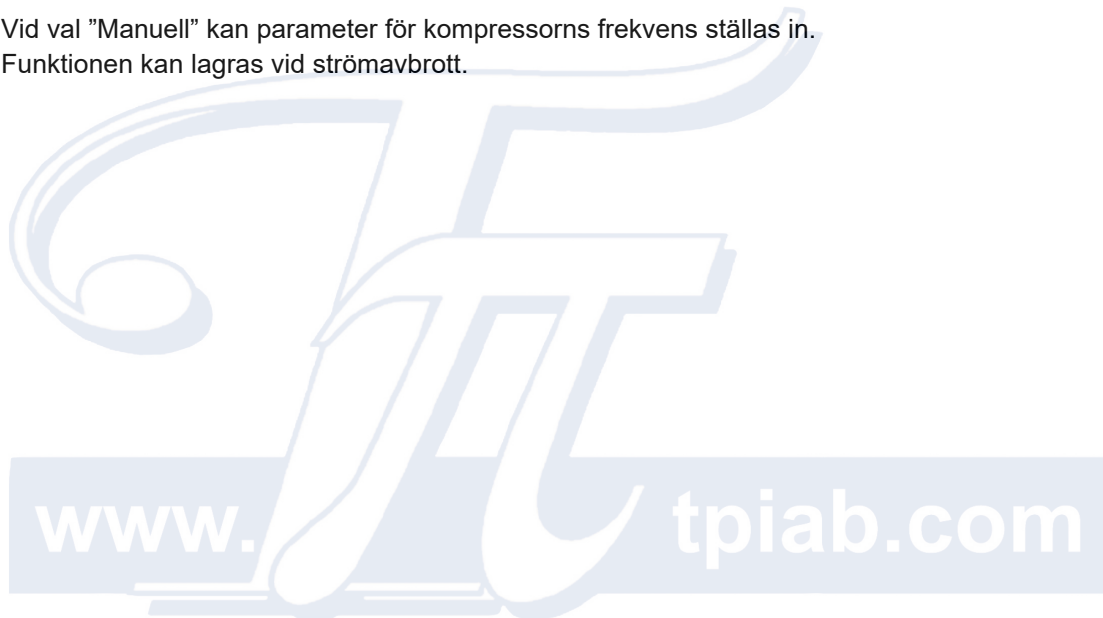 Vid val ”Manuell” kan parameter för kompressorns frekvens ställas in.
Funktionen kan lagras vid strömavbrott.
www. tpiab.com